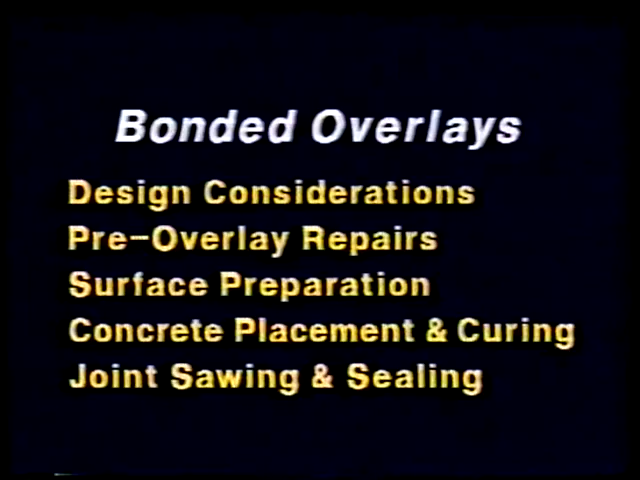 Bonded Overlays
Design Considerations
Pre-Overlay Repairs
Surface Preparation
Concrete Placement & Curing
Joint Sawing & Sealing